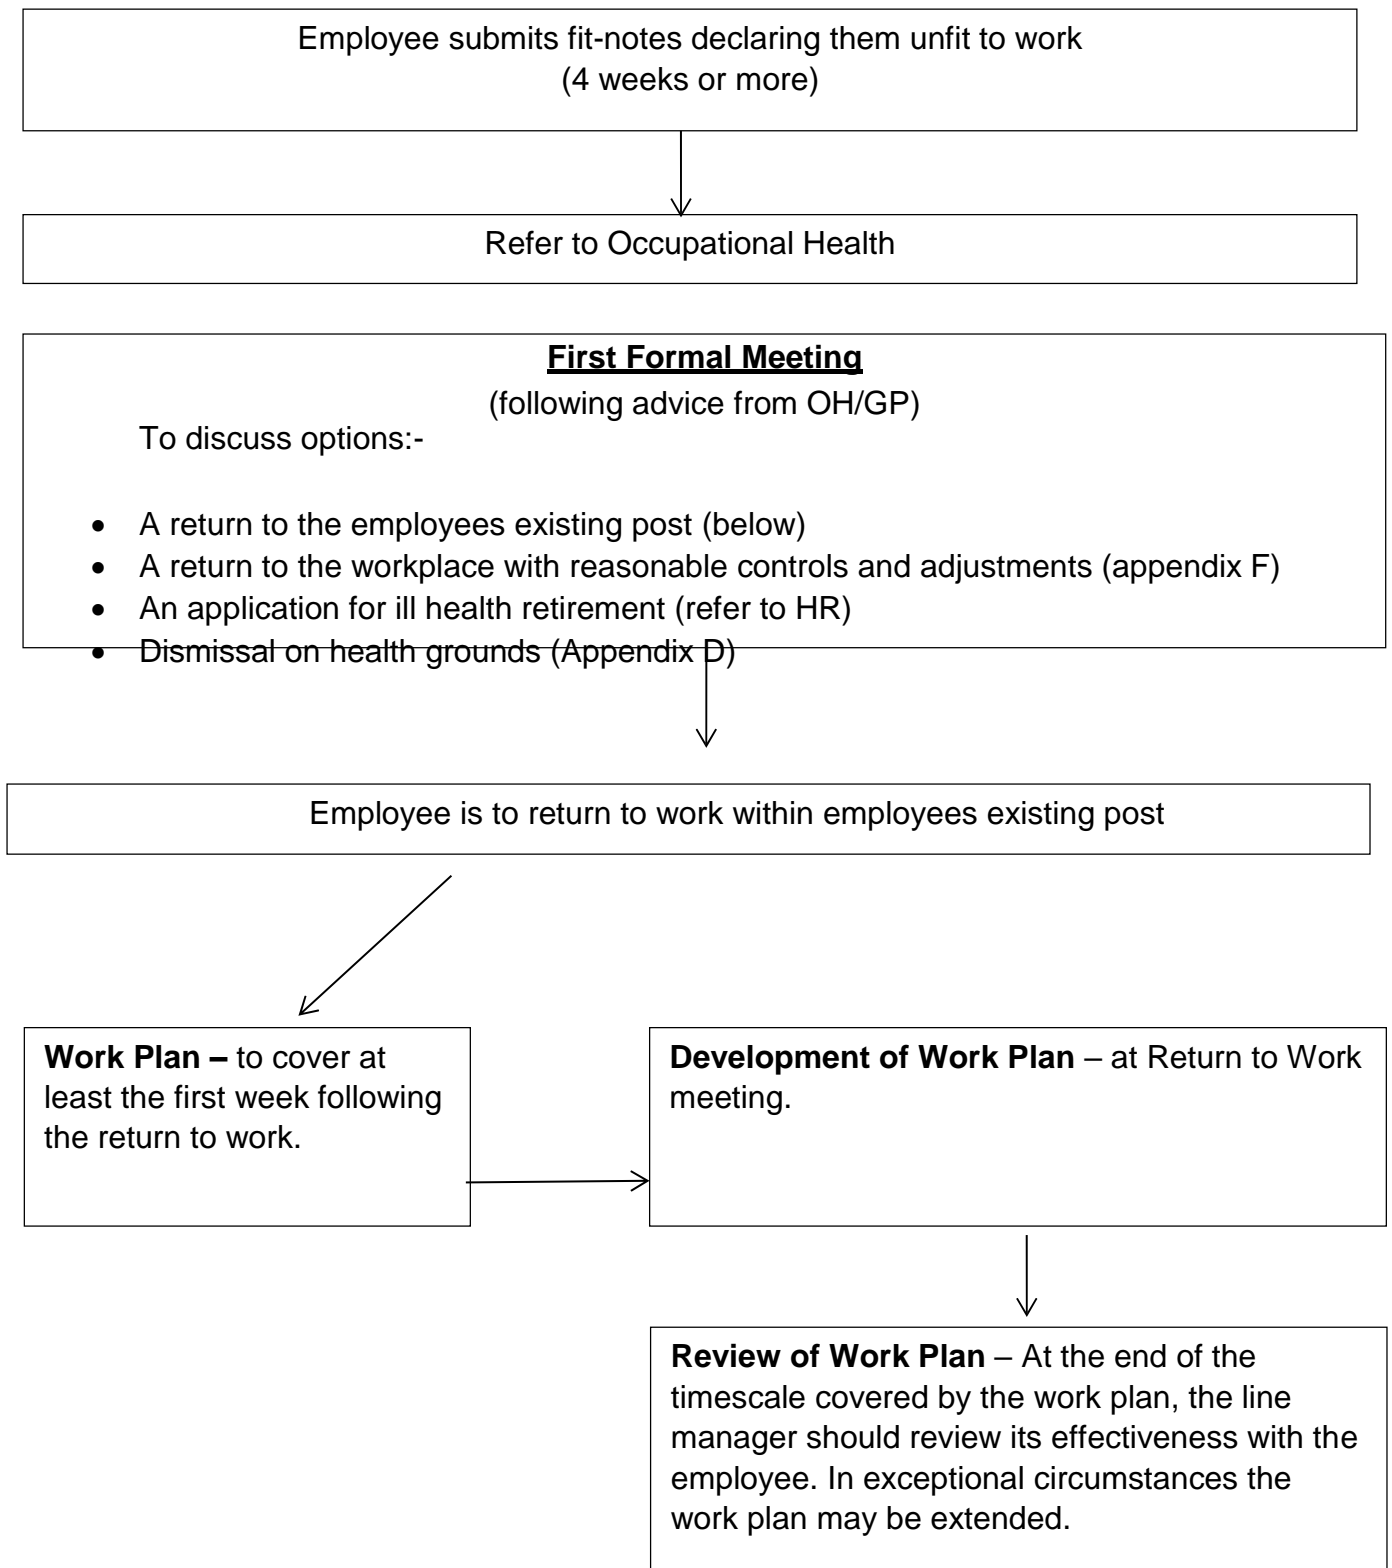 Employee submits fit-notes declaring them unfit to work
(4 weeks or more)
Refer to Occupational Health
First Formal Meeting
(following advice from OH/GP)
To discuss options:-
• A return to the employees existing post (below)
• A return to the workplace with reasonable controls and adjustments (appendix F)
• An application for ill health retirement (refer to HR)
• Dismissal on health grounds (Appendix D)
Employee is to return to work within employees existing post
Work Plan – to cover at
least the first week following
the return to work.
Development of Work Plan – at Return to Work
meeting.
Review of Work Plan – At the end of the
timescale covered by the work plan, the line
manager should review its effectiveness with the
employee. In exceptional circumstances the
work plan may be extended.